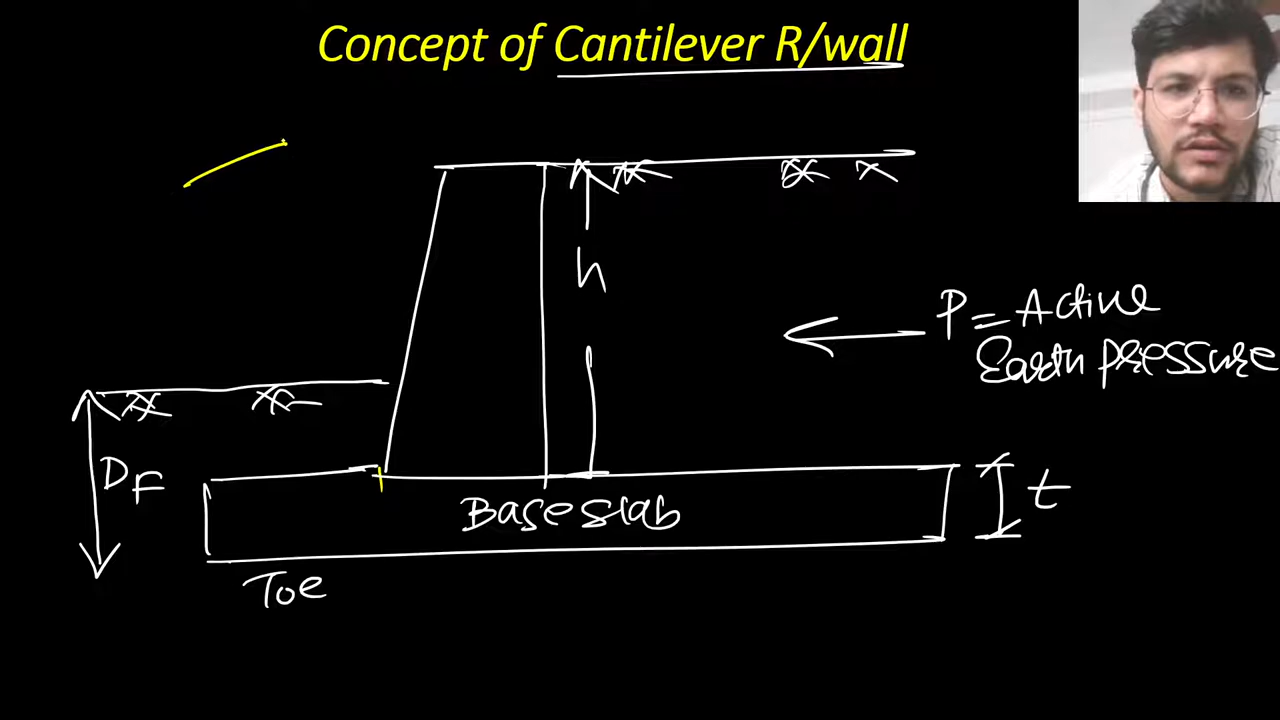 Concept of Cantilever R/wall
h
P = Active
Earth pressure
DF
Base slab
t
Toe